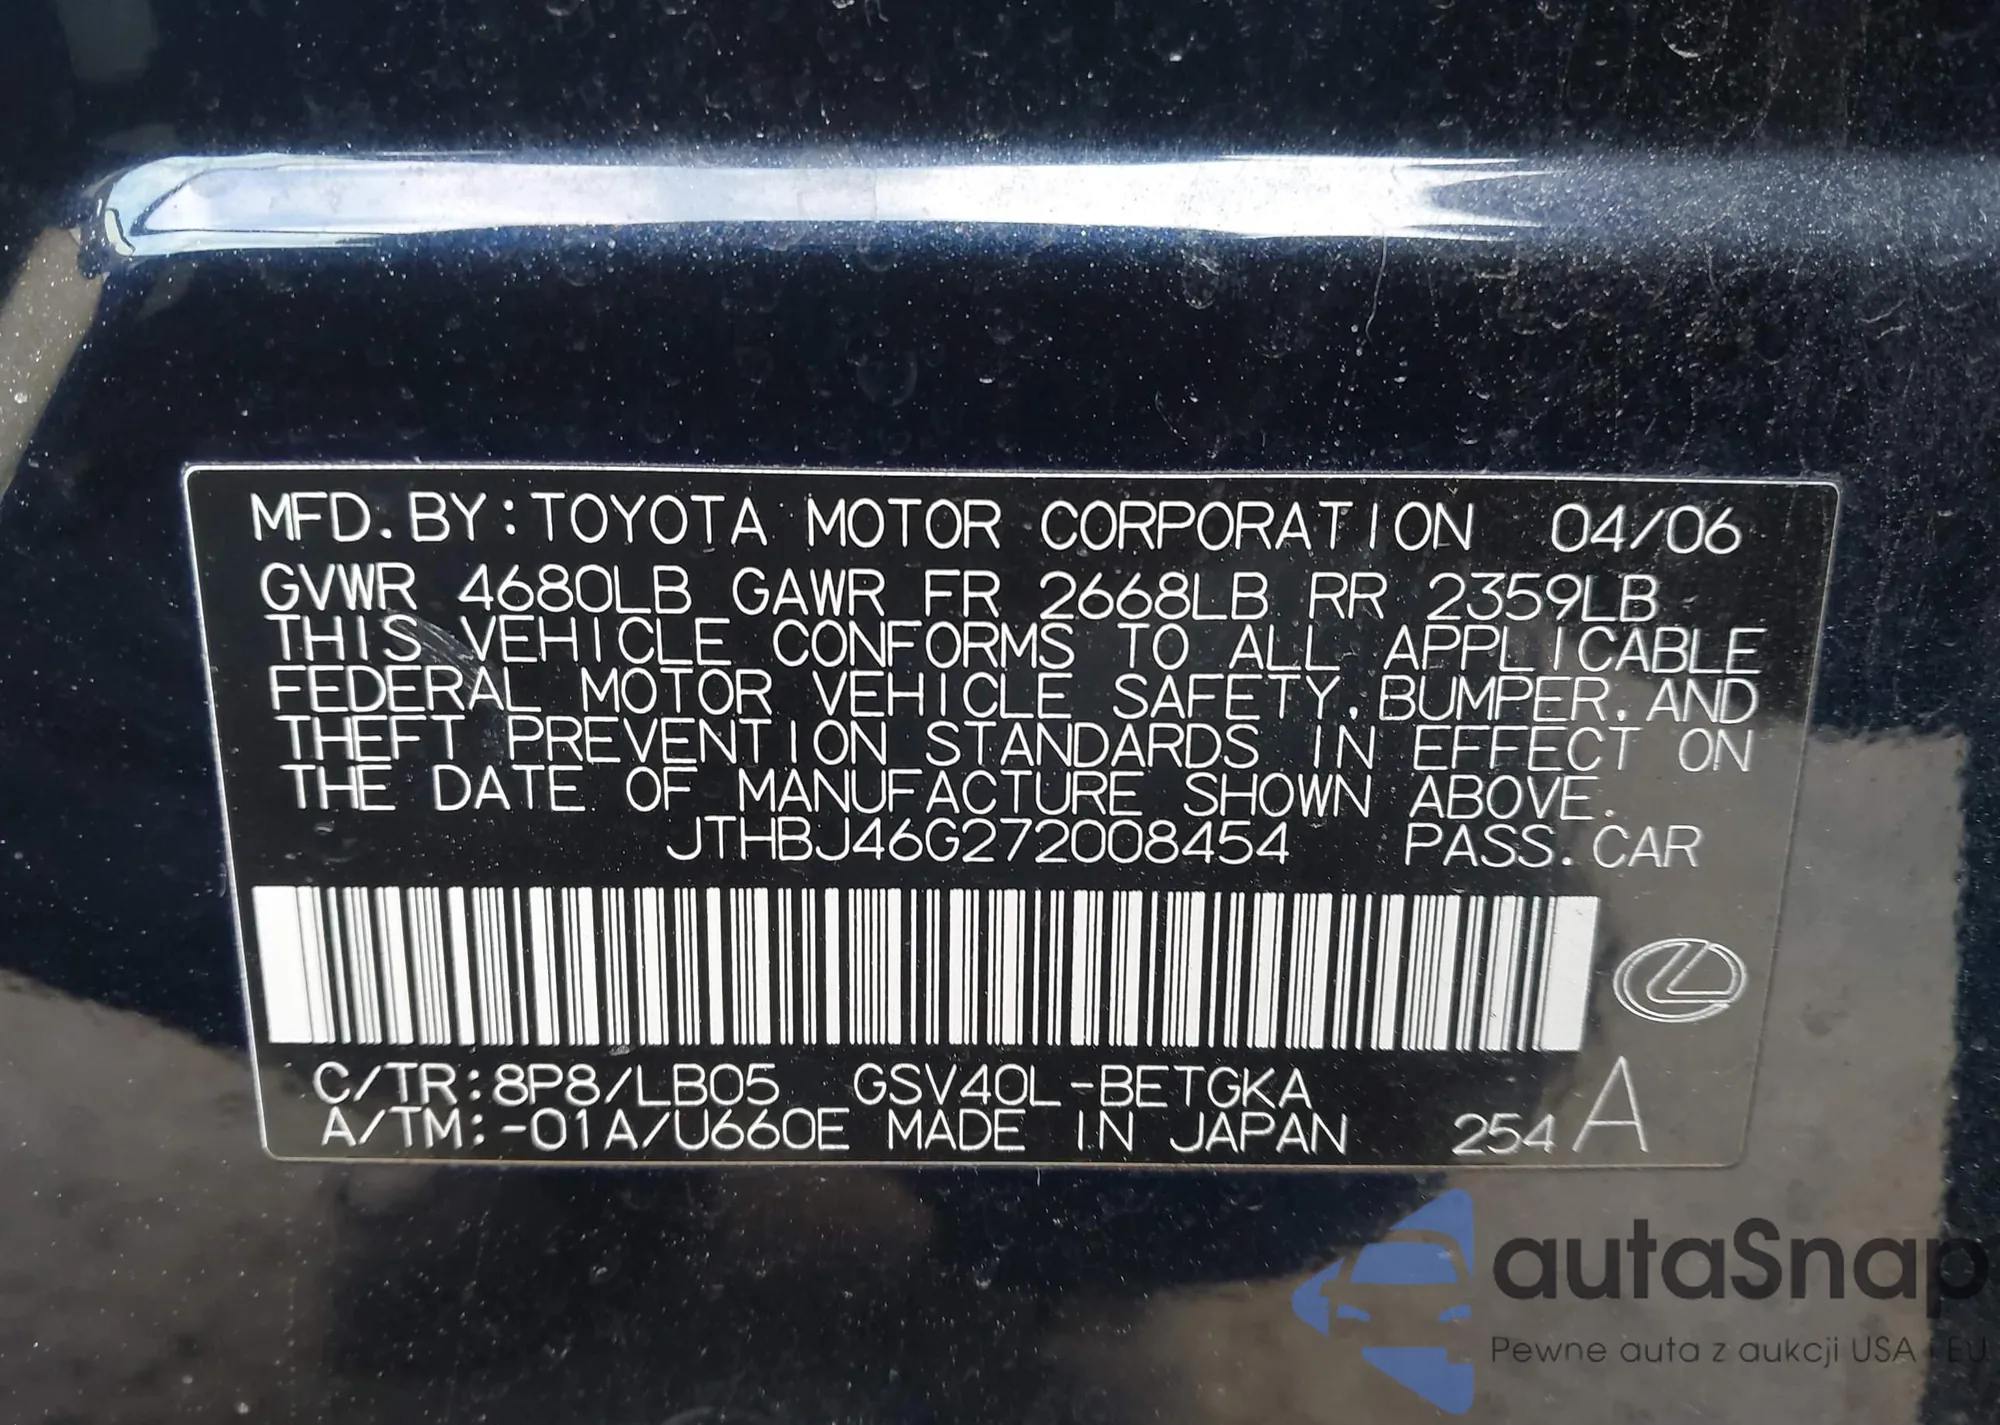 MFD. BY: TOYOTA MOTOR CORPORATION 04/06
GVWR 4680LB GAWR FR 2668LB RR 2359LB
THIS VEHICLE CONFORMS TO ALL APPLICABLE
FEDERAL MOTOR VEHICLE SAFETY, BUMPER, AND
THEFT PREVENTION STANDARDS IN EFFECT ON
THE DATE OF MANUFACTURE SHOWN ABOVE.
JTHBJ46G272008454 PASS. CAR
C/TR: 8P8/LB05 GSV40L-BETGKA
A/TM: -01A/U660E MADE IN JAPAN 254 A
autaSnap
Pewne auta z aukcji USA i EU